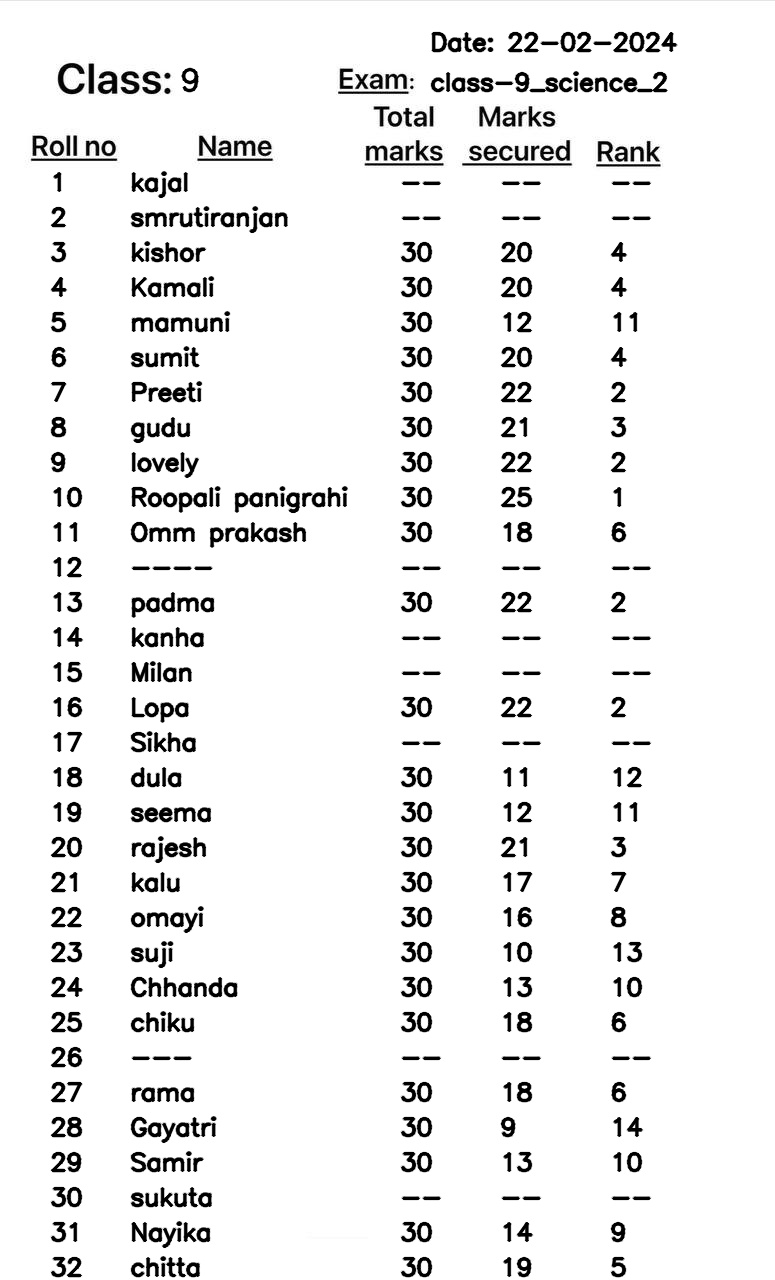 Date: 22-02-2024
Class: 9 Exam: class-9_science_2
Roll no Name Total marks Marks secured Rank
1 kajal -- -- --
2 smrutiranjan -- -- --
3 kishor 30 20 4
4 Kamali 30 20 4
5 mamuni 30 12 11
6 sumit 30 20 4
7 Preeti 30 22 2
8 gudu 30 21 3
9 lovely 30 22 2
10 Roopali panigrahi 30 25 1
11 Omm prakash 30 18 6
12 ---- -- -- --
13 padma 30 22 2
14 kanha -- -- --
15 Milan -- -- --
16 Lopa 30 22 2
17 Sikha -- -- --
18 dula 30 11 12
19 seema 30 12 11
20 rajesh 30 21 3
21 kalu 30 17 7
22 omayi 30 16 8
23 suji 30 10 13
24 Chhanda 30 13 10
25 chiku 30 18 6
26 --- -- -- --
27 rama 30 18 6
28 Gayatri 30 9 14
29 Samir 30 13 10
30 sukuta -- -- --
31 Nayika 30 14 9
32 chitta 30 19 5